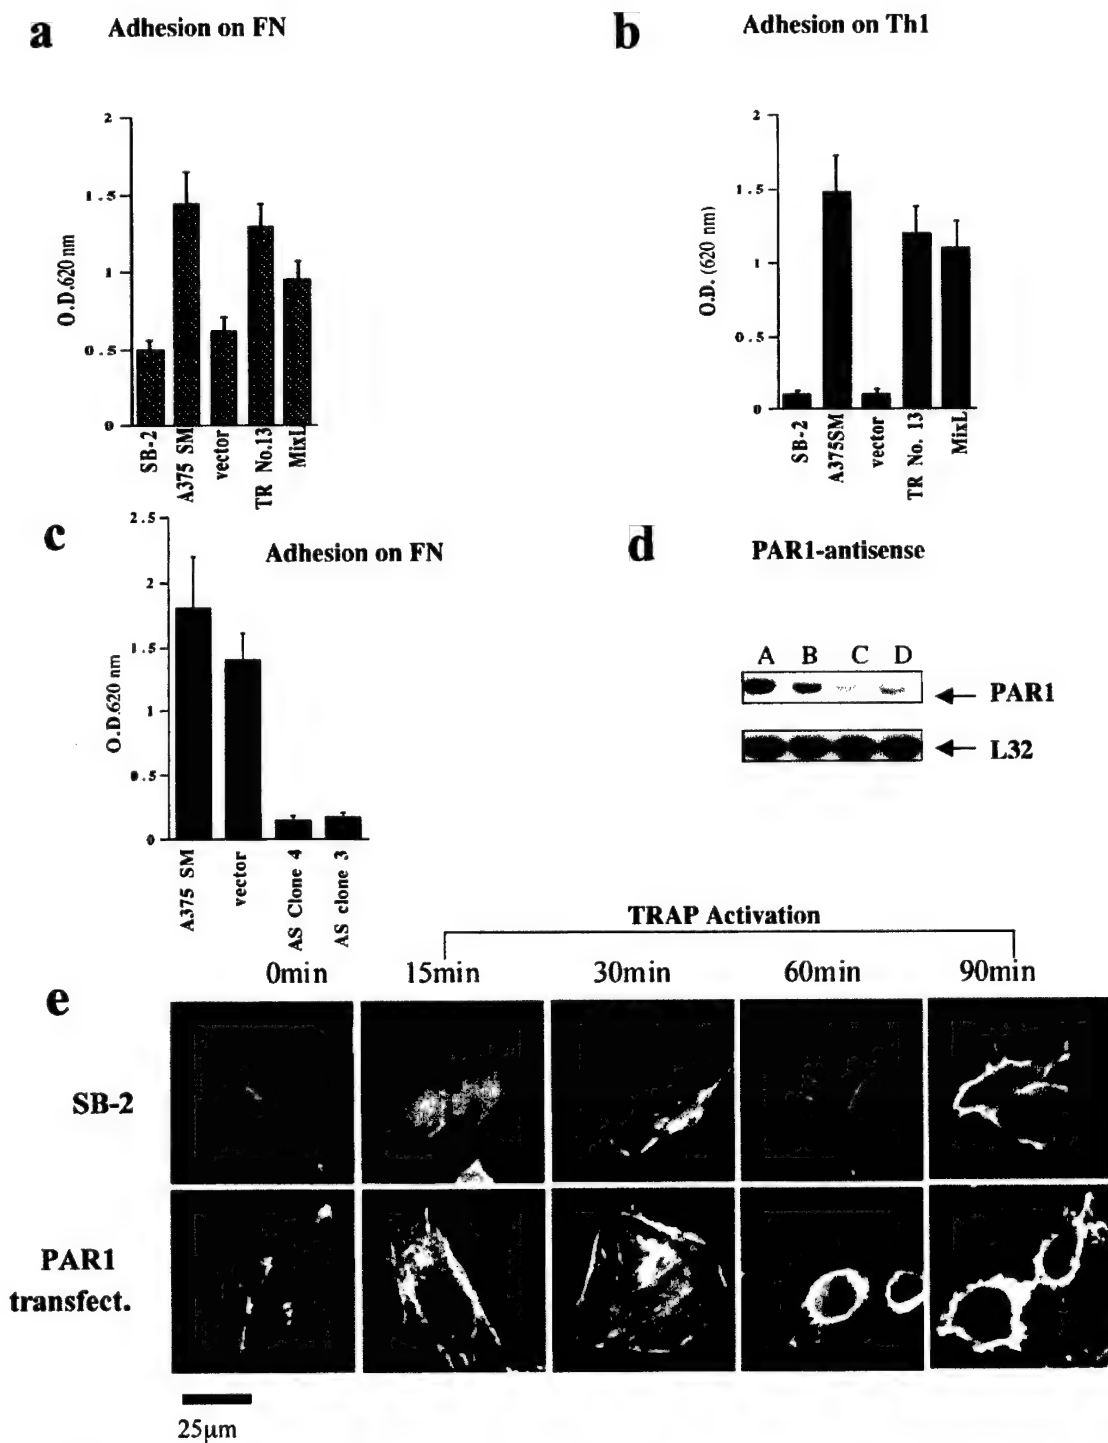 a Adhesion on FN
b Adhesion on Th1
2
1.5
1
0.5
0
O.D.620 nm
SB-2
A375 SM
vector
TR No.13
MixL
2
1.5
1
0.5
0
O.D. (620 nm)
SB-2
A375SM
vector
TR No. 13
MixL
c Adhesion on FN
2.5
2
1.5
1
0.5
0
O.D.620 nm
A375 SM
vector
AS Clone 4
AS clone 3
d PAR1-antisense
A B C D
PAR1
L32
TRAP Activation
0min 15min 30min 60min 90min
e
SB-2
PAR1
transfect.
25µm